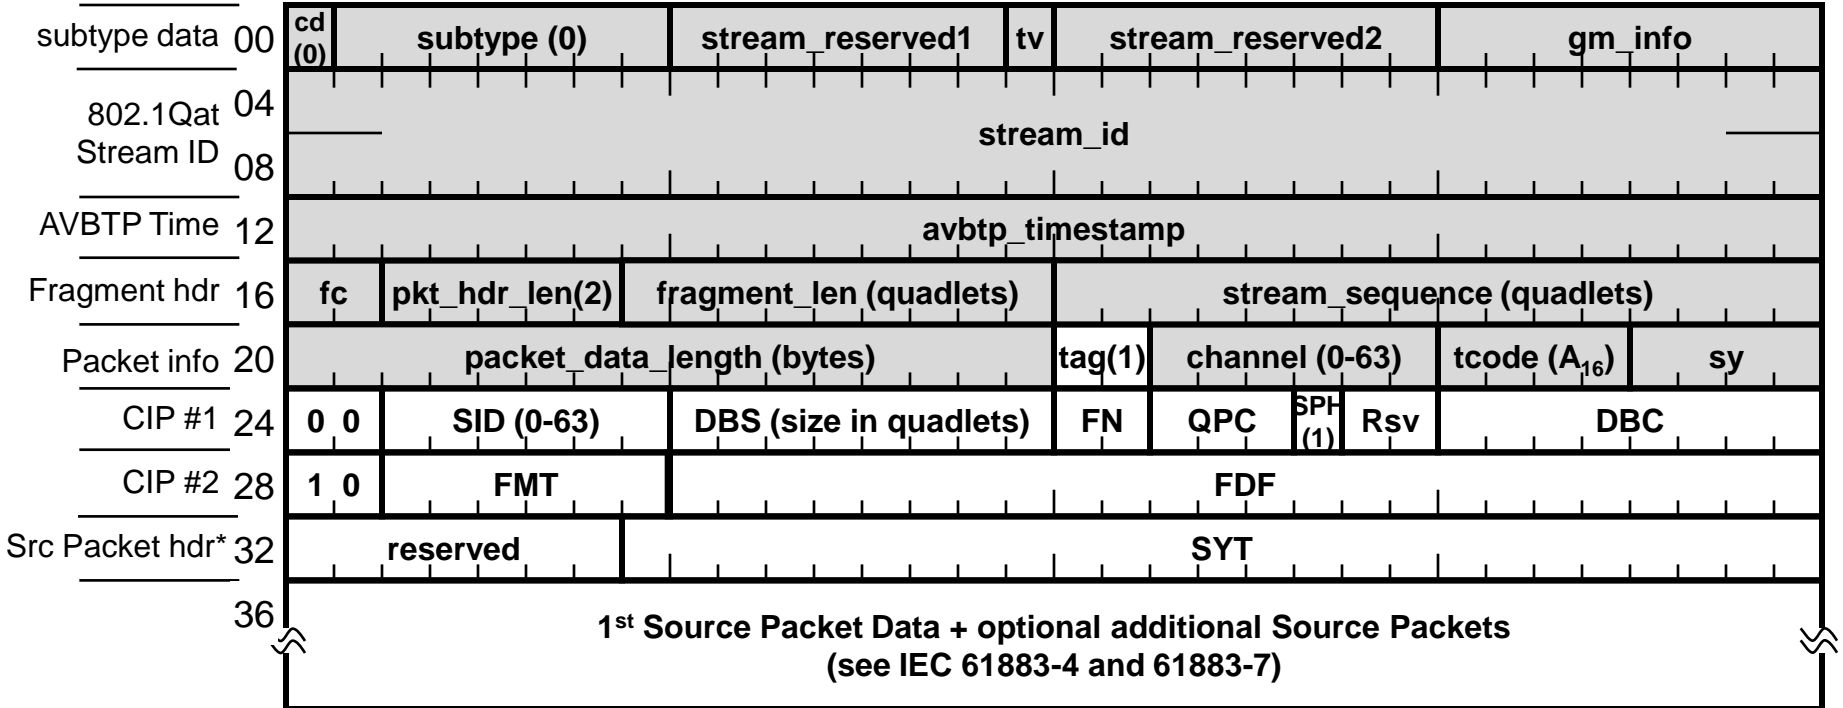 subtype data 00 cd (0) subtype (0) stream_reserved1 tv stream_reserved2 gm_info
802.1Qat Stream ID 04 08 stream_id
AVBTP Time 12 avbtp_timestamp
Fragment hdr 16 fc pkt_hdr_len(2) fragment_len (quadlets) stream_sequence (quadlets)
Packet info 20 packet_data_length (bytes) tag(1) channel (0-63) tcode (A16) sy
CIP #1 24 0 0 SID (0-63) DBS (size in quadlets) FN QPC SPH (1) Rsv DBC
CIP #2 28 1 0 FMT FDF
Src Packet hdr* 32 reserved SYT
36 1st Source Packet Data + optional additional Source Packets
(see IEC 61883-4 and 61883-7)